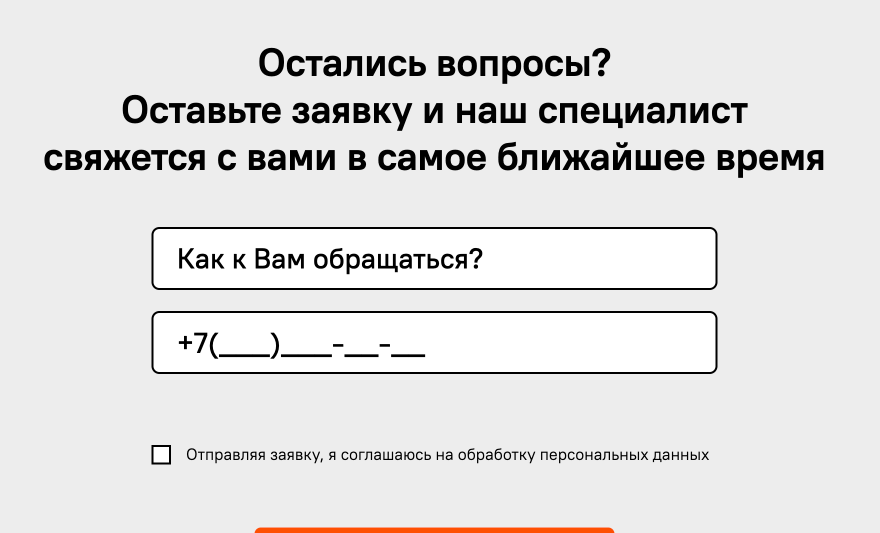 Остались вопросы?
Оставьте заявку и наш специалист
свяжется с вами в самое ближайшее время
Как к Вам обращаться?
+7(___)___-__-__
Отправляя заявку, я соглашаюсь на обработку персональных данных